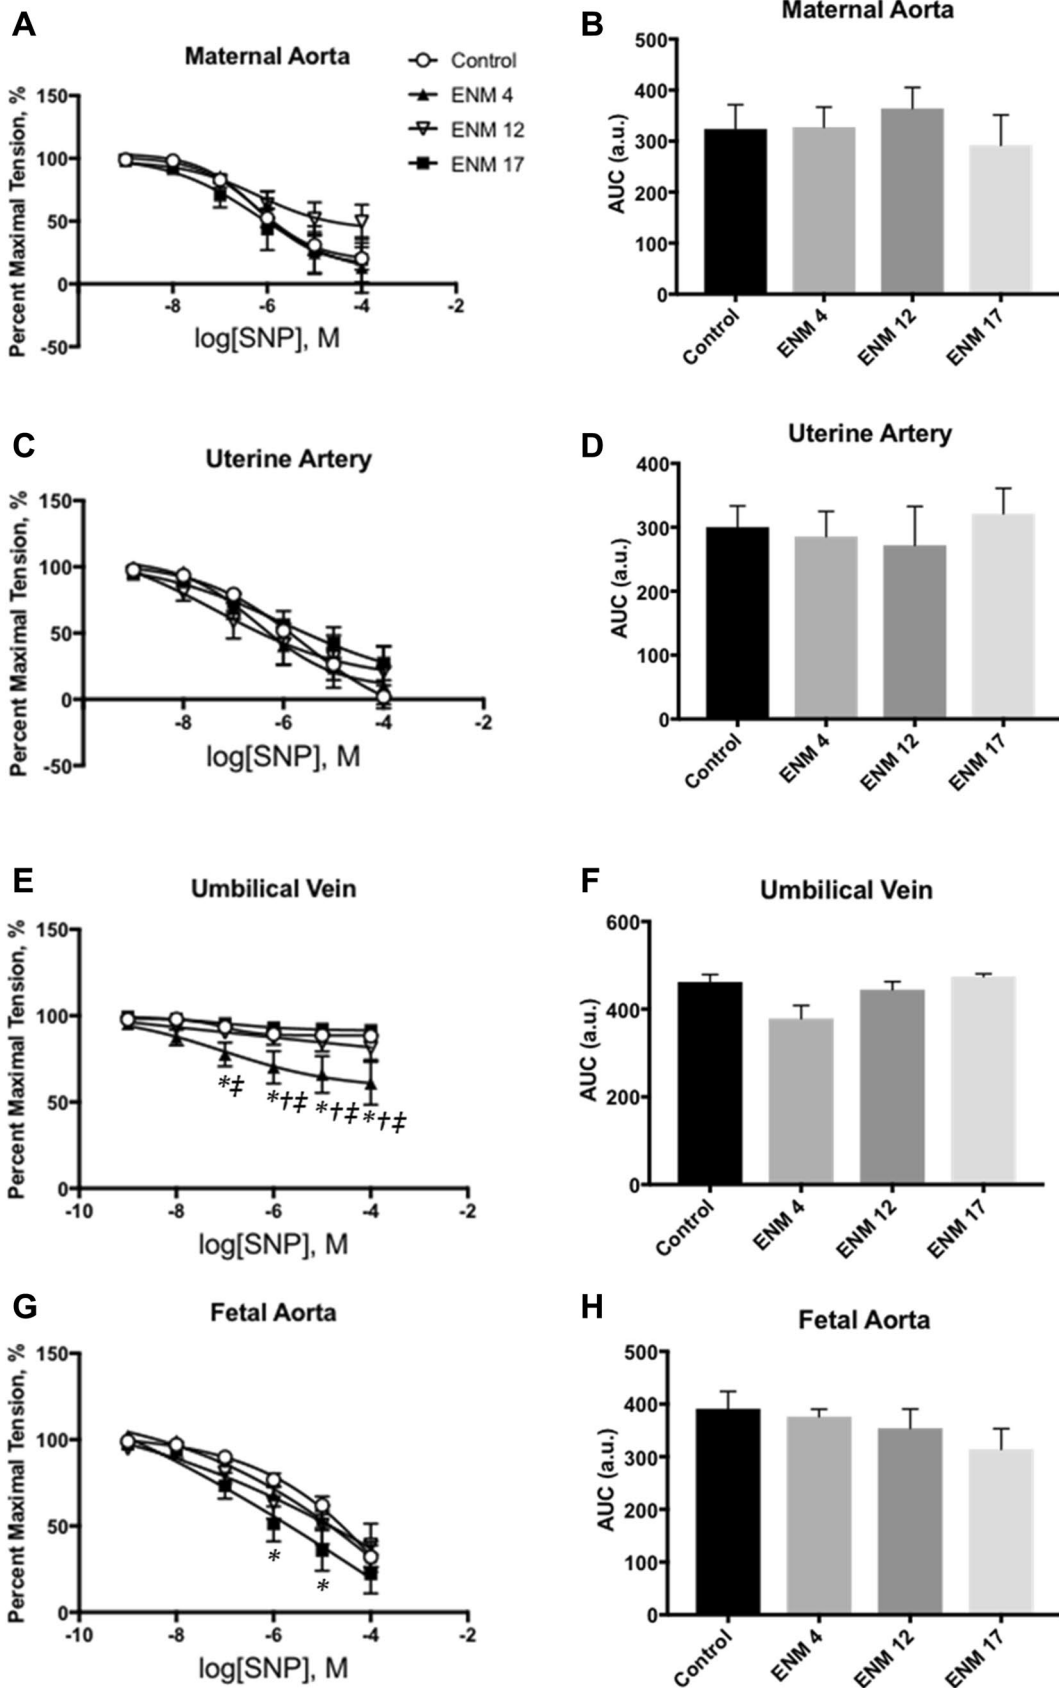 A
Maternal Aorta
Control
ENM 4
ENM 12
ENM 17
Percent Maximal Tension, %
150
100
50
0
-50
-8
-6
-4
-2
log[SNP], M
B
Maternal Aorta
AUC (a.u.)
500
400
300
200
100
0
Control
ENM 4
ENM 12
ENM 17
C
Uterine Artery
Percent Maximal Tension, %
150
100
50
0
-50
-8
-6
-4
-2
log[SNP], M
D
Uterine Artery
AUC (a.u.)
400
300
200
100
0
Control
ENM 4
ENM 12
ENM 17
E
Umbilical Vein
Percent Maximal Tension, %
150
100
50
0
*‡
*†‡
*†‡
*†‡
-10
-8
-6
-4
-2
log[SNP], M
F
Umbilical Vein
AUC (a.u.)
600
400
200
0
Control
ENM 4
ENM 12
ENM 17
G
Fetal Aorta
Percent Maximal Tension, %
150
100
50
0
*
*
-10
-8
-6
-4
-2
log[SNP], M
H
Fetal Aorta
AUC (a.u.)
500
400
300
200
100
0
Control
ENM 4
ENM 12
ENM 17